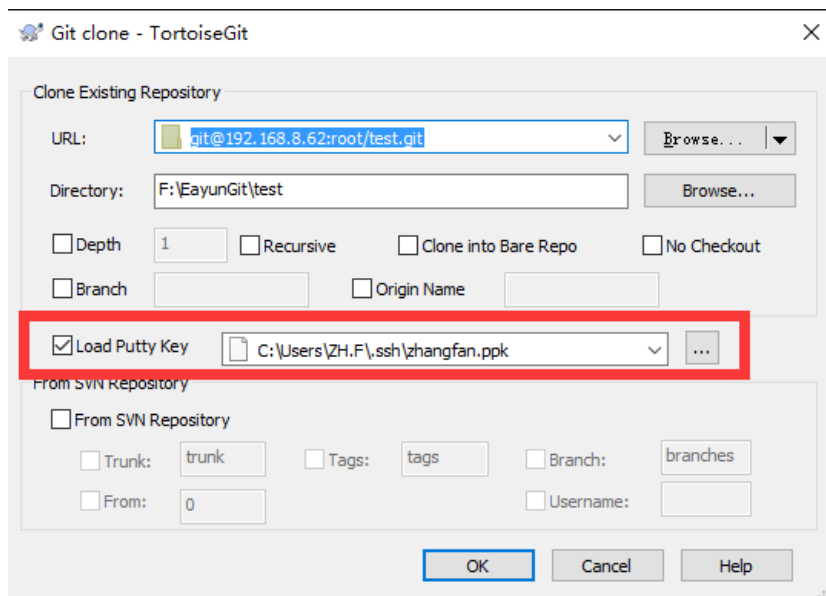 Git clone - TortoiseGit
Clone Existing Repository
URL: git@192.168.8.62:root/test.git Browse...
Directory: F:\EayunGit\test Browse...
Depth 1 Recursive Clone into Bare Repo No Checkout
Branch Origin Name
Load Putty Key C:\Users\ZH.F\.ssh\zhangfan.ppk ...
From SVN Repository
From SVN Repository
Trunk: trunk Tags: tags Branch: branches
From: 0 Username:
OK Cancel Help